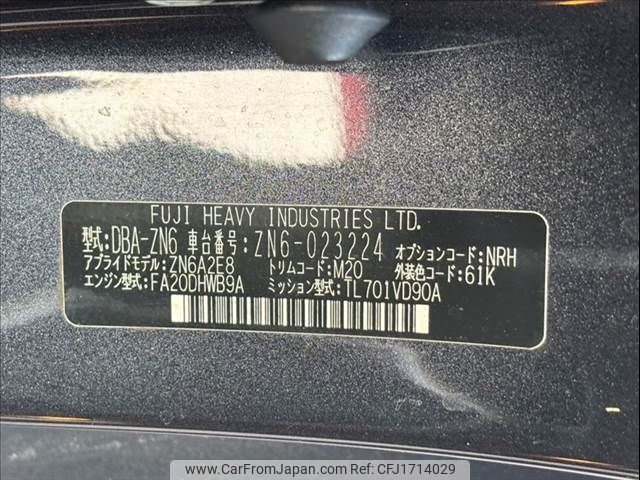 FUJI HEAVY INDUSTRIES LTD.
型式:DBA-ZN6 車台番号:ZN6-023224 オプションコード:NRH
アプライドモデル:ZN6A2E8 トリムコード:M20 外装色コード:61K
エンジン型式:FA20DHWB9A ミッション型式:TL701VD90A
www.CarFromJapan.com - Ref No: CFJ1714029